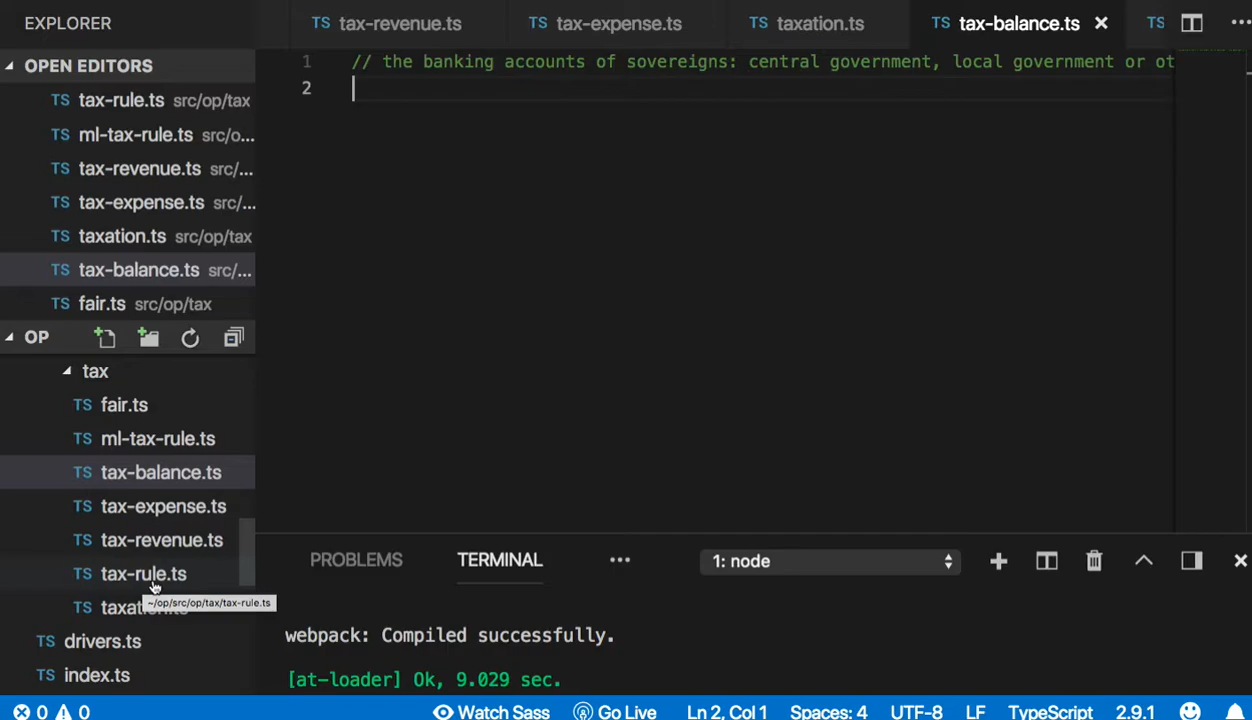 EXPLORER
OPEN EDITORS
TS tax-rule.ts src/op/tax
TS ml-tax-rule.ts src/o...
TS tax-revenue.ts src/...
TS tax-expense.ts src/...
TS taxation.ts src/op/tax
TS tax-balance.ts src/...
TS fair.ts src/op/tax
OP
tax
TS fair.ts
TS ml-tax-rule.ts
TS tax-balance.ts
TS tax-expense.ts
TS tax-revenue.ts
TS tax-rule.ts
~/op/src/op/tax/tax-rule.ts
TS taxation.ts
TS drivers.ts
TS index.ts
TS tax-revenue.ts TS tax-expense.ts TS taxation.ts TS tax-balance.ts × TS ...
1 // the banking accounts of sovereigns: central government, local government or ot
2
PROBLEMS TERMINAL ... 1: node
webpack: Compiled successfully.
[at-loader] Ok, 9.029 sec.
0 0 Watch Sass Go Live Ln 2, Col 1 Spaces: 4 UTF-8 LF TypeScript 2.9.1